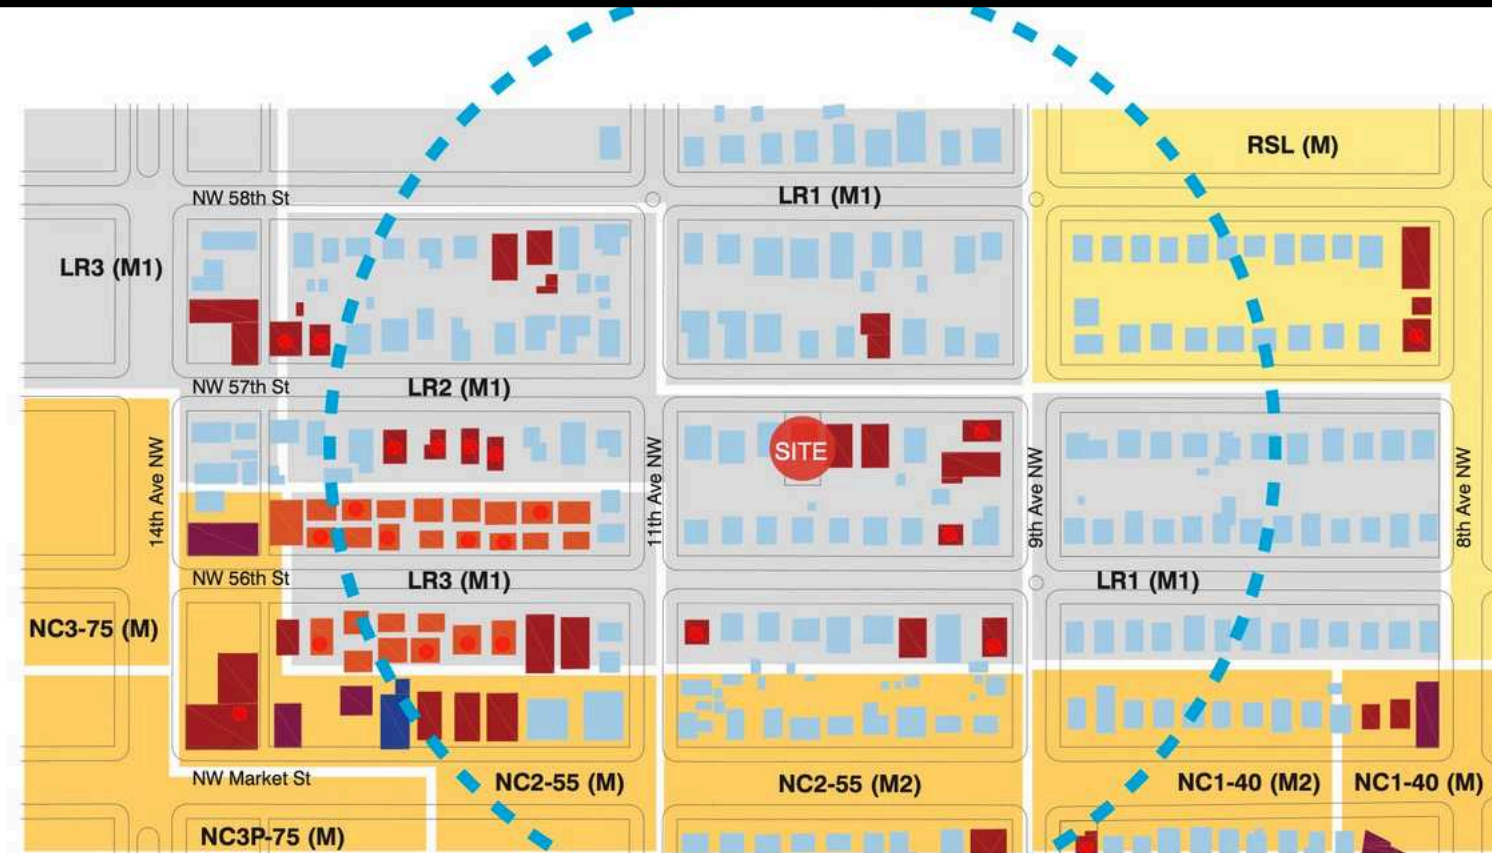 RSL (M)
NW 58th St
LR1 (M1)
LR3 (M1)
NW 57th St
LR2 (M1)
14th Ave NW
11th Ave NW
SITE
9th Ave NW
8th Ave NW
NW 56th St
LR3 (M1)
LR1 (M1)
NC3-75 (M)
NW Market St
NC2-55 (M)
NC2-55 (M2)
NC1-40 (M2)
NC1-40 (M)
NC3P-75 (M)